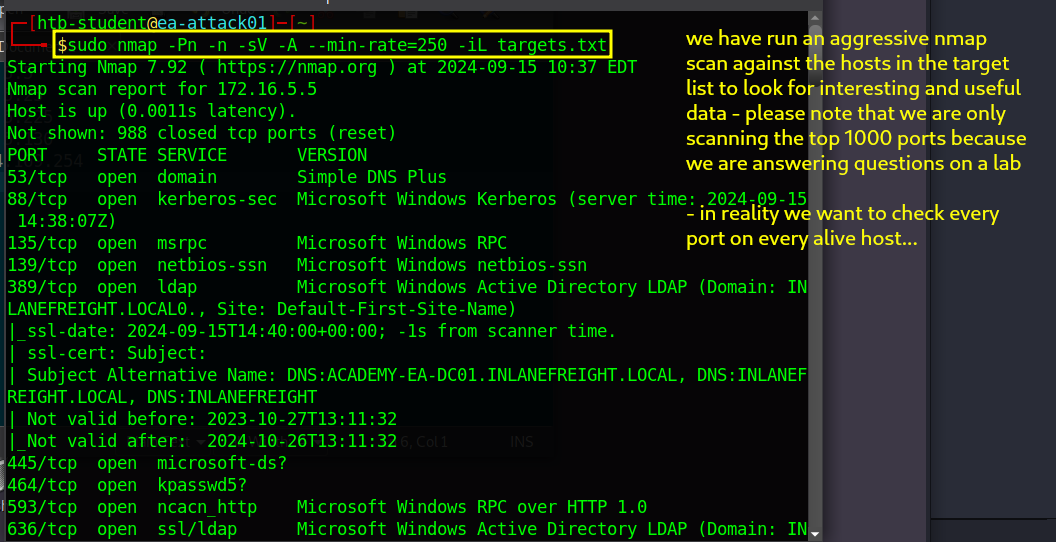 [htb-student@ea-attack01]─[~]
$sudo nmap -Pn -n -sV -A --min-rate=250 -iL targets.txt
Starting Nmap 7.92 ( https://nmap.org ) at 2024-09-15 10:37 EDT
Nmap scan report for 172.16.5.5
Host is up (0.0011s latency).
Not shown: 988 closed tcp ports (reset)
PORT    STATE SERVICE       VERSION
53/tcp  open  domain        Simple DNS Plus
88/tcp  open  kerberos-sec  Microsoft Windows Kerberos (server time: 2024-09-15
 14:38:07Z)
135/tcp open  msrpc         Microsoft Windows RPC
139/tcp open  netbios-ssn   Microsoft Windows netbios-ssn
389/tcp open  ldap          Microsoft Windows Active Directory LDAP (Domain: IN
LANEFREIGHT.LOCAL0., Site: Default-First-Site-Name)
|_ssl-date: 2024-09-15T14:40:00+00:00; -1s from scanner time.
| ssl-cert: Subject:
| Subject Alternative Name: DNS:ACADEMY-EA-DC01.INLANEFREIGHT.LOCAL, DNS:INLANEF
REIGHT.LOCAL, DNS:INLANEFREIGHT
| Not valid before: 2023-10-27T13:11:32
|_Not valid after:  2024-10-26T13:11:32
445/tcp open  microsoft-ds?
464/tcp open  kpasswd5?
593/tcp open  ncacn_http    Microsoft Windows RPC over HTTP 1.0
636/tcp open  ssl/ldap      Microsoft Windows Active Directory LDAP (Domain: IN
we have run an aggressive nmap
scan against the hosts in the target
list to look for interesting and useful
data - please note that we are only
scanning the top 1000 ports because
we are answering questions on a lab
- in reality we want to check every
port on every alive host...
INS